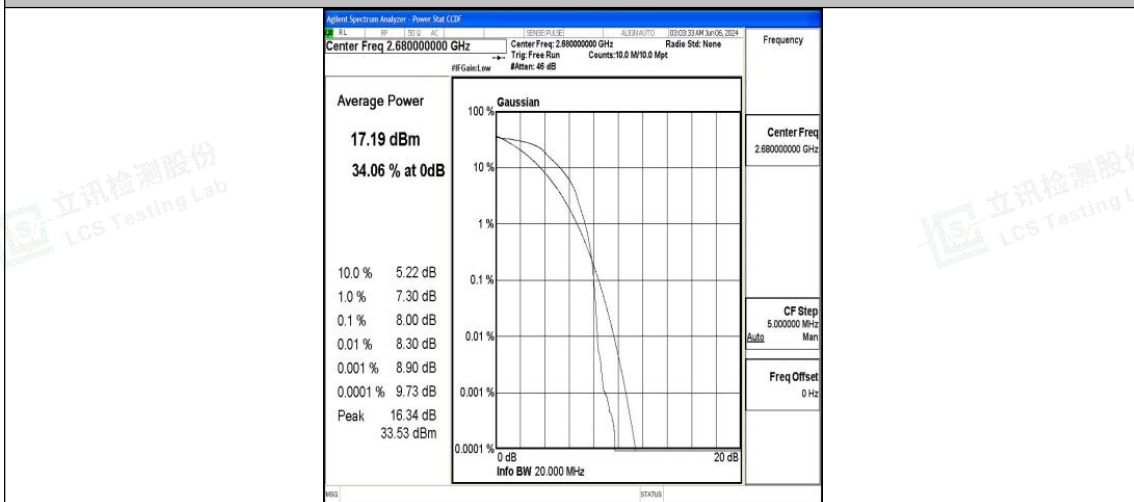 Agilent Spectrum Analyzer - Power Stat CCDF
RL RF 50 Ω AC SENSE:PULSE ALIGN AUTO 03:03:33 AM Jun 06, 2024
Center Freq 2.680000000 GHz
Center Freq: 2.680000000 GHz Radio Std: None
Trig: Free Run Counts:10.0 M/10.0 Mpt
#IFGain:Low #Atten: 46 dB
Frequency
Average Power
17.19 dBm
34.06 % at 0dB
10.0 % 5.22 dB
1.0 % 7.30 dB
0.1 % 8.00 dB
0.01 % 8.30 dB
0.001 % 8.90 dB
0.0001 % 9.73 dB
Peak 16.34 dB
33.53 dBm
Gaussian
100 %
10 %
1 %
0.1 %
0.01 %
0.001 %
0.0001 %
0 dB 20 dB
Info BW 20.000 MHz
Center Freq
2.680000000 GHz
CF Step
5.000000 MHz
Auto Man
Freq Offset
0 Hz
MSG STATUS
立讯检测股份
LCS Testing Lab
立讯检测股份
LCS Testing L